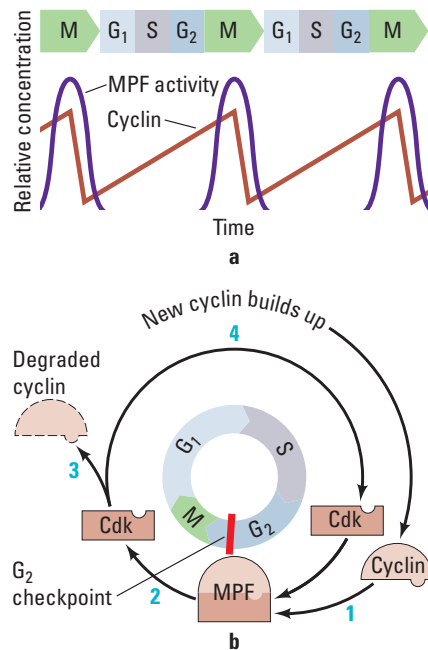 M G₁ S G₂ M G₁ S G₂ M
Relative concentration
MPF activity
Cyclin
Time
a
New cyclin builds up
4
Degraded
cyclin
3
G₁
S
M
G₂
Cdk
Cdk
Cyclin
G₂
checkpoint
2
MPF
1
b